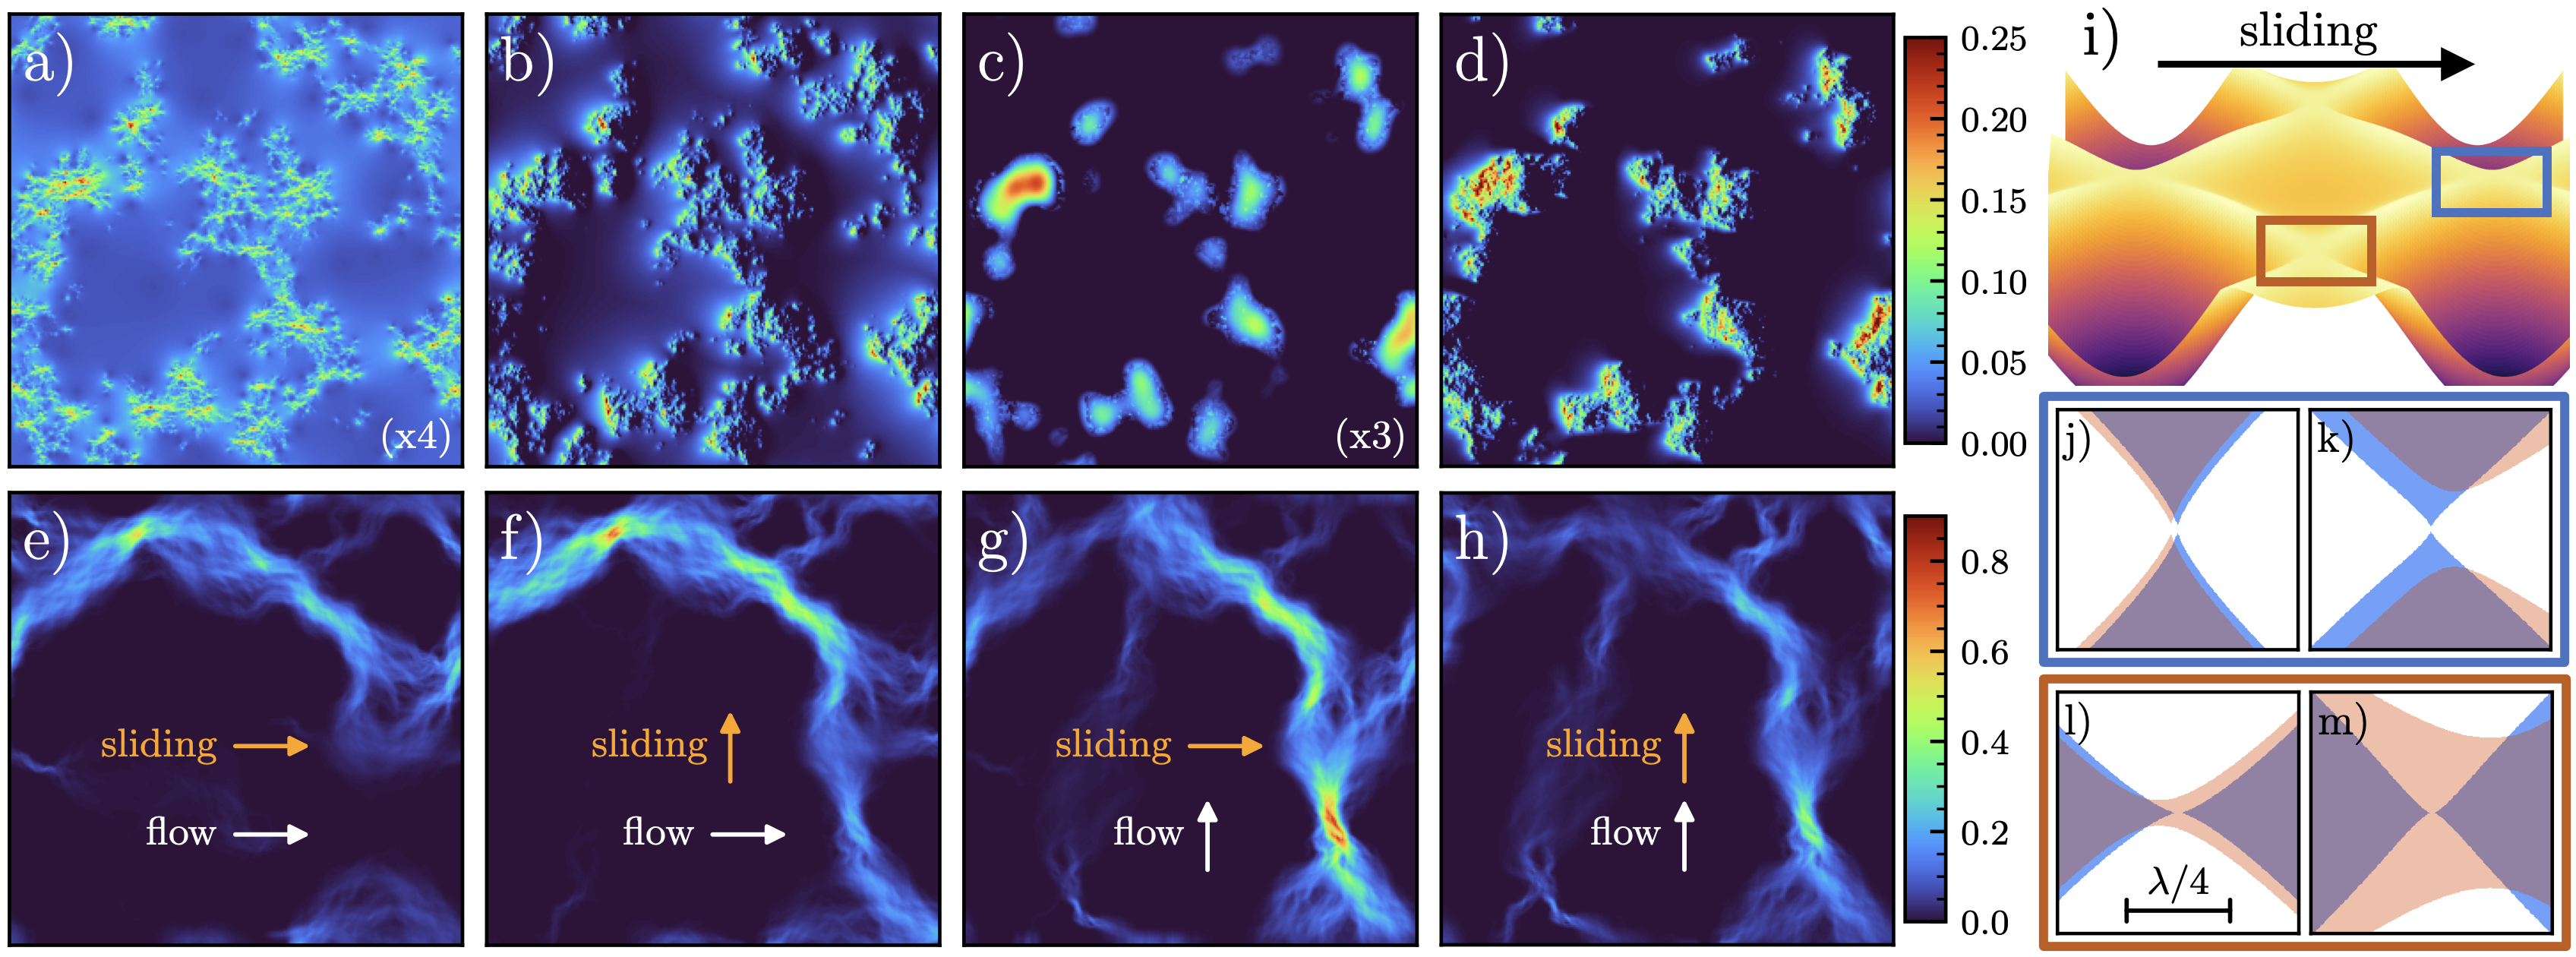 a)
b)
c)
d)
(x4)
(x3)
0.25
0.20
0.15
0.10
0.05
0.00
i)
sliding
e)
f)
g)
h)
sliding
flow
sliding
flow
sliding
flow
sliding
flow
0.8
0.6
0.4
0.2
0.0
j)
k)
l)
m)
λ/4